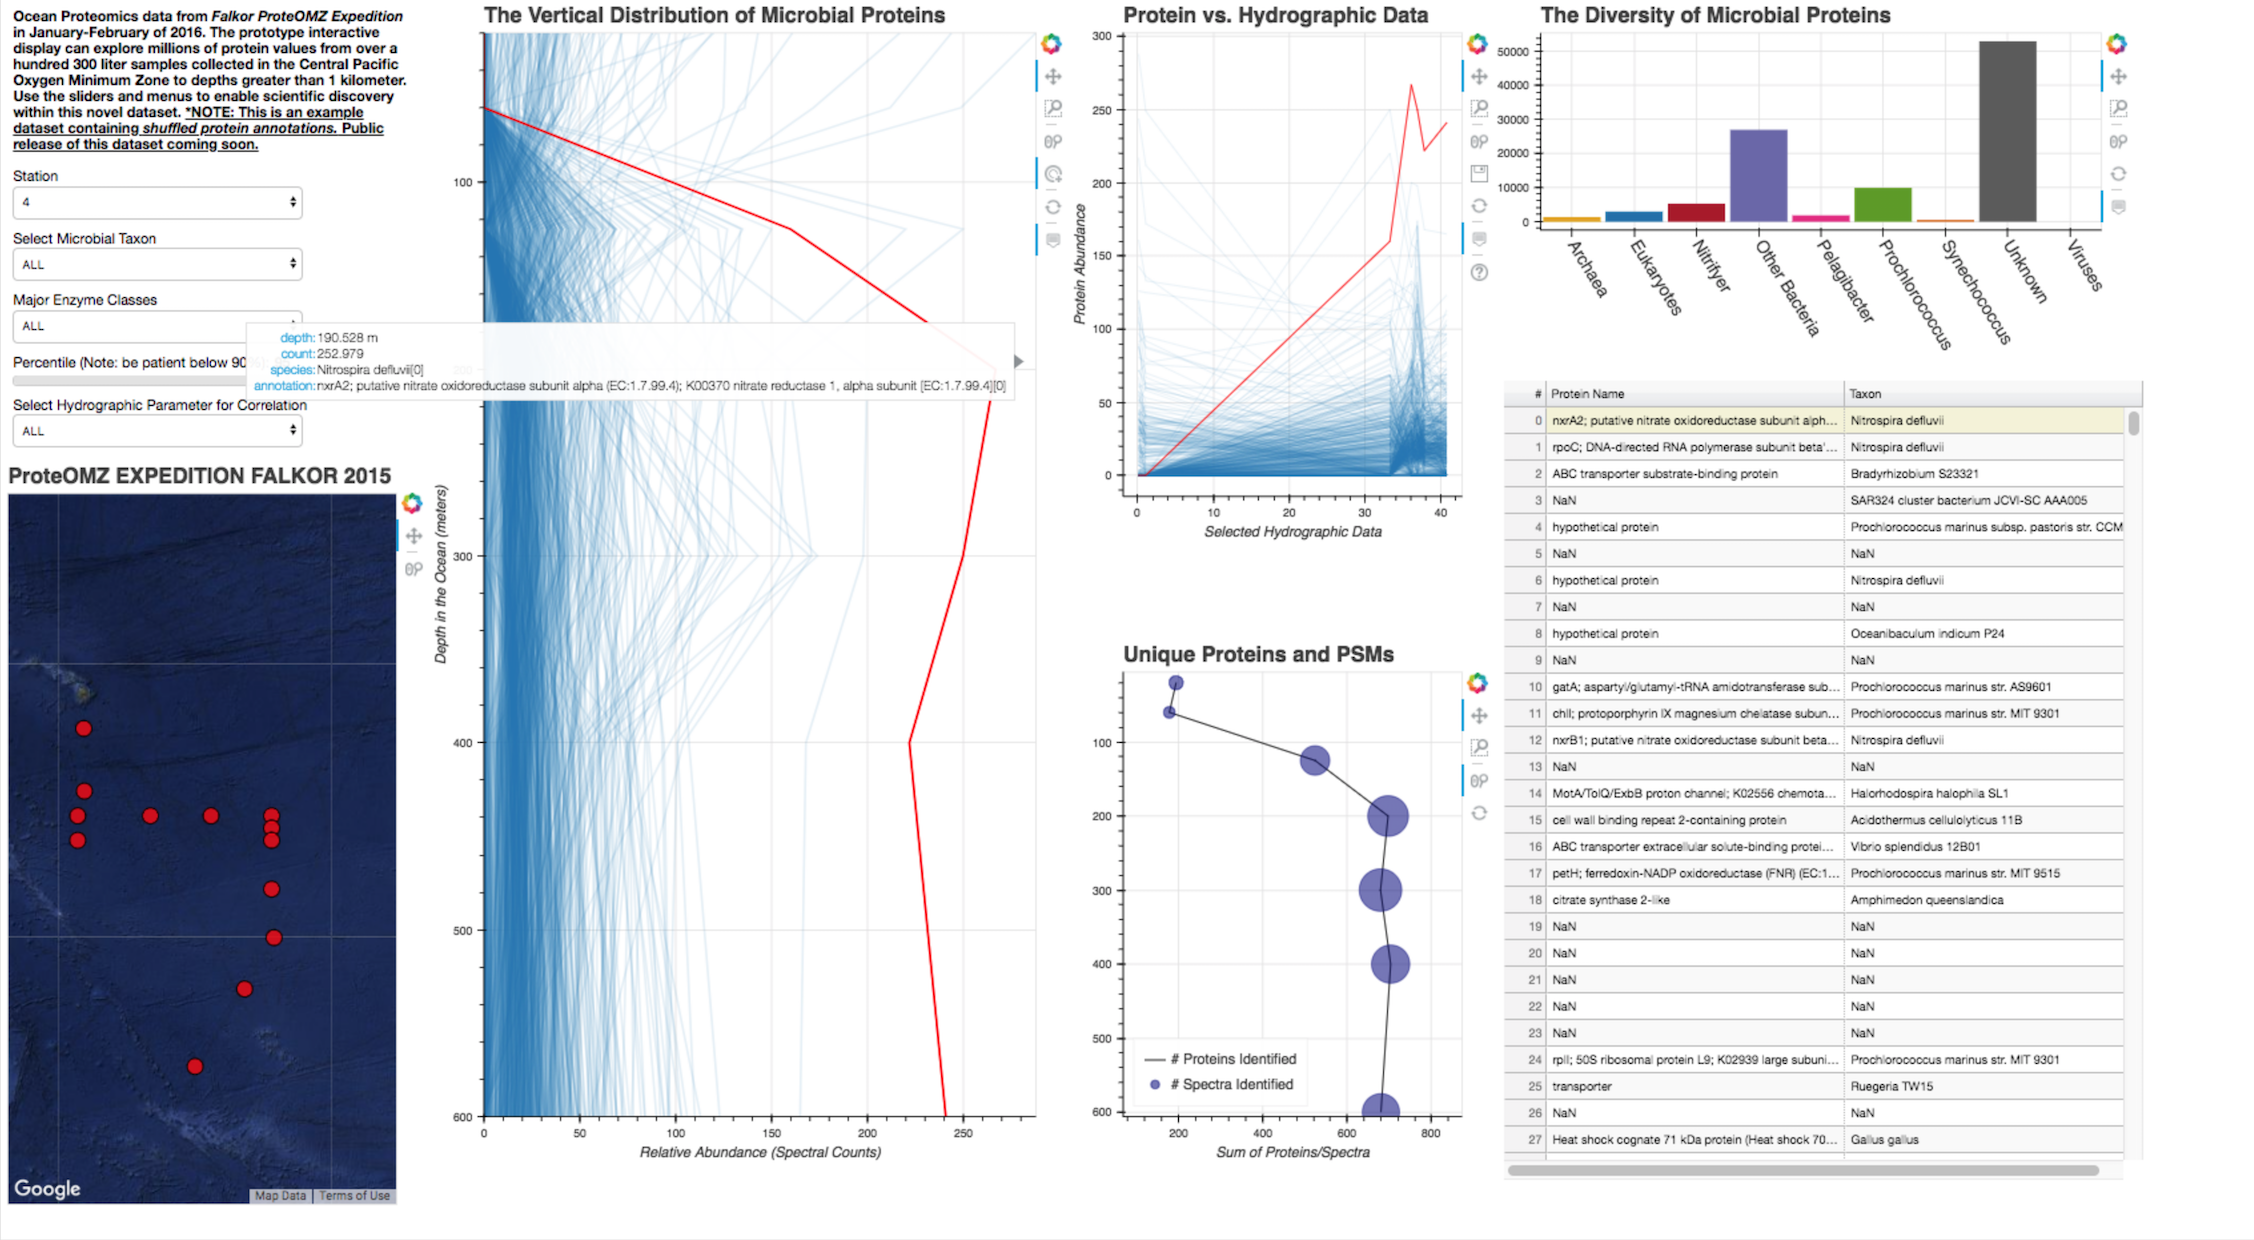 Ocean Proteomics data from Falkor ProteOMZ Expedition
in January-February of 2016. The prototype interactive
display can explore millions of protein values from over a
hundred 300 liter samples collected in the Central Pacific
Oxygen Minimum Zone to depths greater than 1 kilometer.
Use the sliders and menus to enable scientific discovery
within this novel dataset. *NOTE: This is an example
dataset containing shuffled protein annotations. Public
release of this dataset coming soon.
Station
4
Select Microbial Taxon
ALL
Major Enzyme Classes
ALL
Percentile (Note: be patient below 90
Select Hydrographic Parameter for Correlation
ALL
ProteOMZ EXPEDITION FALKOR 2015
Google
Map Data
Terms of Use
The Vertical Distribution of Microbial Proteins
100
200
300
400
500
600
Depth in the Ocean (meters)
0 50 100 150 200 250
Relative Abundance (Spectral Counts)
depth: 190.528 m
count: 252.979
species: Nitrospira defluvii[0]
annotation: nxrA2; putative nitrate oxidoreductase subunit alpha (EC:1.7.99.4); K00370 nitrate reductase 1, alpha subunit [EC:1.7.99.4][0]
Protein vs. Hydrographic Data
300
250
200
150
100
50
0
Protein Abundance
0 10 20 30 40
Selected Hydrographic Data
Unique Proteins and PSMs
100
200
300
400
500
600
# Proteins Identified
# Spectra Identified
200 400 600 800
Sum of Proteins/Spectra
The Diversity of Microbial Proteins
50000
40000
30000
20000
10000
0
Archaea
Eukaryotes
Nitrifyer
Other Bacteria
Pelagibacter
Prochlorococcus
Synechococcus
Unknown
Viruses
# Protein Name Taxon
0 nxrA2; putative nitrate oxidoreductase subunit alph... Nitrospira defluvii
1 rpoC; DNA-directed RNA polymerase subunit beta'... Nitrospira defluvii
2 ABC transporter substrate-binding protein Bradyrhizobium S23321
3 NaN SAR324 cluster bacterium JCVI-SC AAA005
4 hypothetical protein Prochlorococcus marinus subsp. pastoris str. CCM
5 NaN NaN
6 hypothetical protein Nitrospira defluvii
7 NaN NaN
8 hypothetical protein Oceanibaculum indicum P24
9 NaN NaN
10 gatA; aspartyl/glutamyl-tRNA amidotransferase sub... Prochlorococcus marinus str. AS9601
11 chlI; protoporphyrin IX magnesium chelatase subun... Prochlorococcus marinus str. MIT 9301
12 nxrB1; putative nitrate oxidoreductase subunit beta... Nitrospira defluvii
13 NaN NaN
14 MotA/TolQ/ExbB proton channel; K02556 chemota... Halorhodospira halophila SL1
15 cell wall binding repeat 2-containing protein Acidothermus cellulolyticus 11B
16 ABC transporter extracellular solute-binding protei... Vibrio splendidus 12B01
17 petH; ferredoxin-NADP oxidoreductase (FNR) (EC:1... Prochlorococcus marinus str. MIT 9515
18 citrate synthase 2-like Amphimedon queenslandica
19 NaN NaN
20 NaN NaN
21 NaN NaN
22 NaN NaN
23 NaN NaN
24 rplI; 50S ribosomal protein L9; K02939 large subuni... Prochlorococcus marinus str. MIT 9301
25 transporter Ruegeria TW15
26 NaN NaN
27 Heat shock cognate 71 kDa protein (Heat shock 70... Gallus gallus